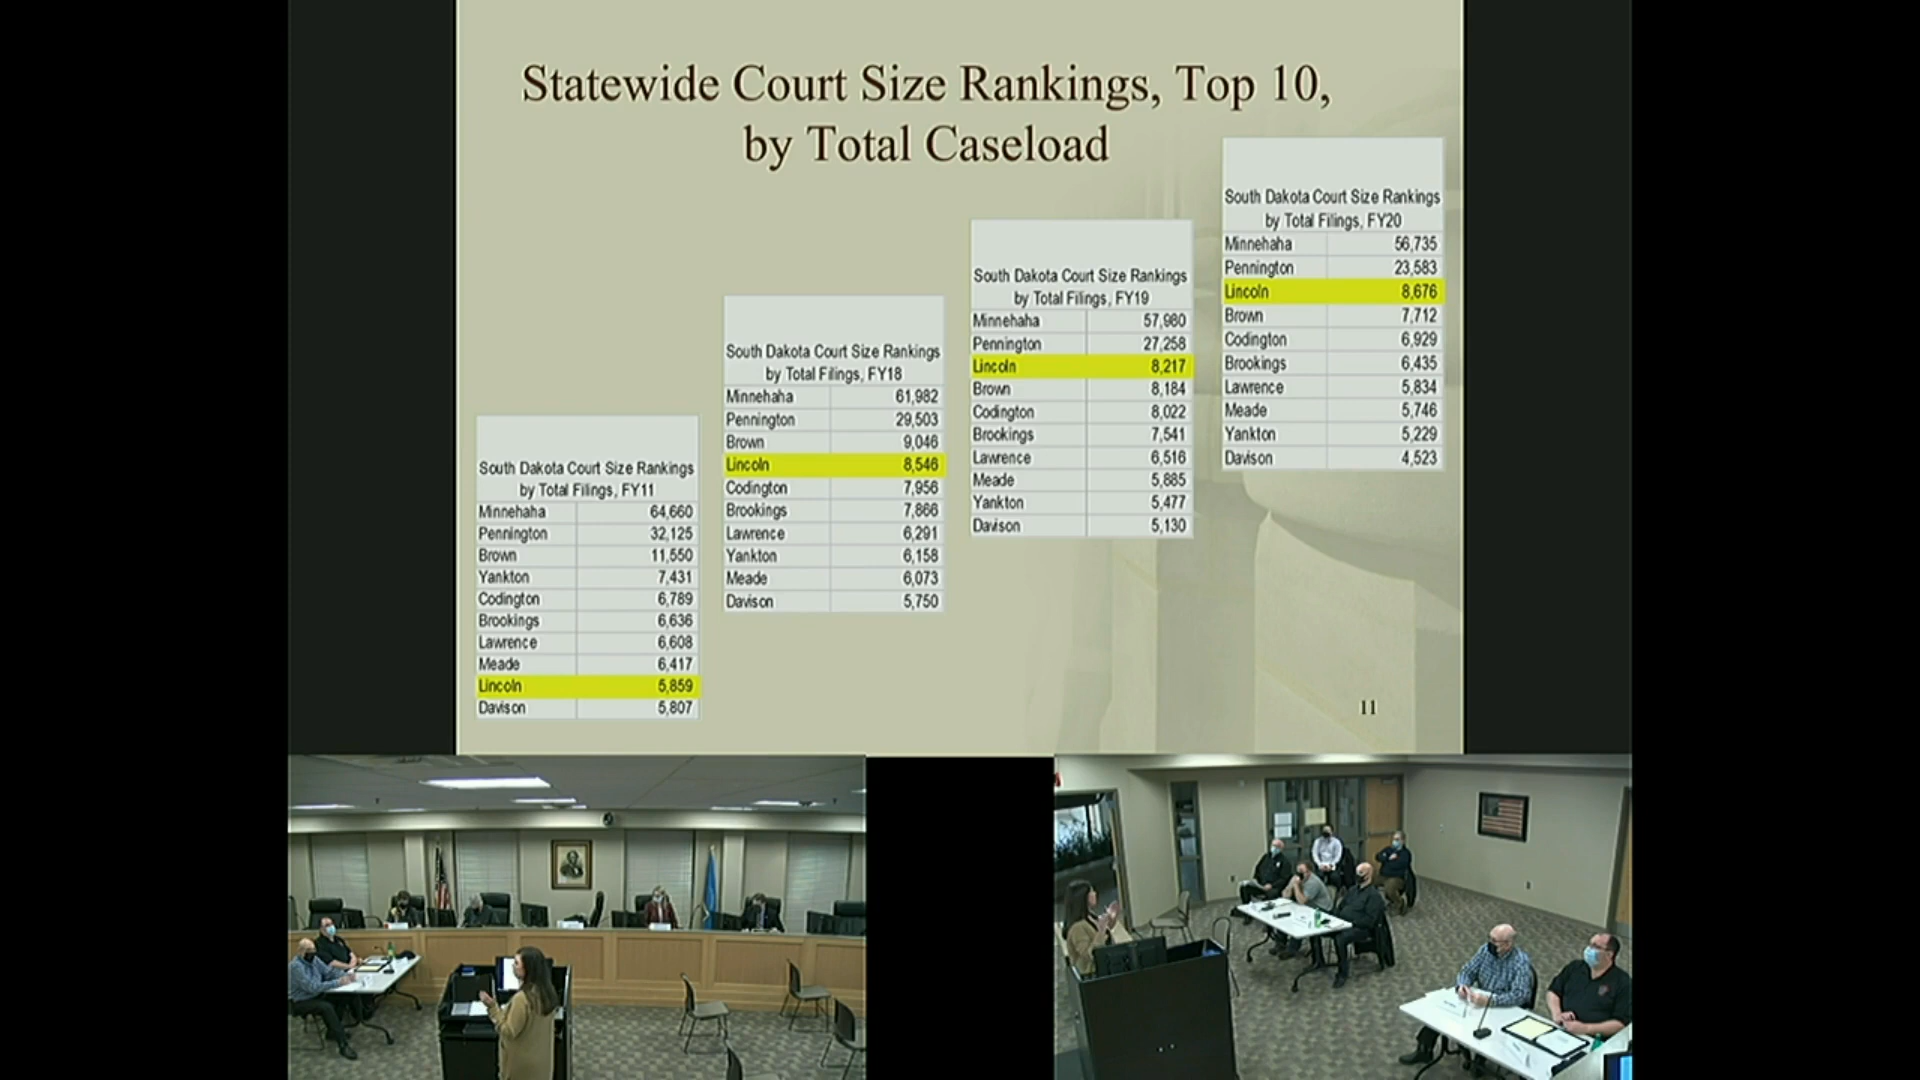 Statewide Court Size Rankings, Top 10,
by Total Caseload
South Dakota Court Size Rankings
by Total Filings, FY11
Minnehaha 64,660
Pennington 32,125
Brown 11,550
Yankton 7,431
Codington 6,789
Brookings 6,636
Lawrence 6,608
Meade 6,417
Lincoln 5,859
Davison 5,807
South Dakota Court Size Rankings
by Total Filings, FY18
Minnehaha 61,982
Pennington 29,503
Brown 9,046
Lincoln 8,546
Codington 7,956
Brookings 7,866
Lawrence 6,291
Yankton 6,158
Meade 6,073
Davison 5,750
South Dakota Court Size Rankings
by Total Filings, FY19
Minnehaha 57,980
Pennington 27,258
Lincoln 8,217
Brown 8,184
Codington 8,022
Brookings 7,541
Lawrence 6,516
Meade 5,885
Yankton 5,477
Davison 5,130
South Dakota Court Size Rankings
by Total Filings, FY20
Minnehaha 56,735
Pennington 23,583
Lincoln 8,676
Brown 7,712
Codington 6,929
Brookings 6,435
Lawrence 5,834
Meade 5,746
Yankton 5,229
Davison 4,523
11